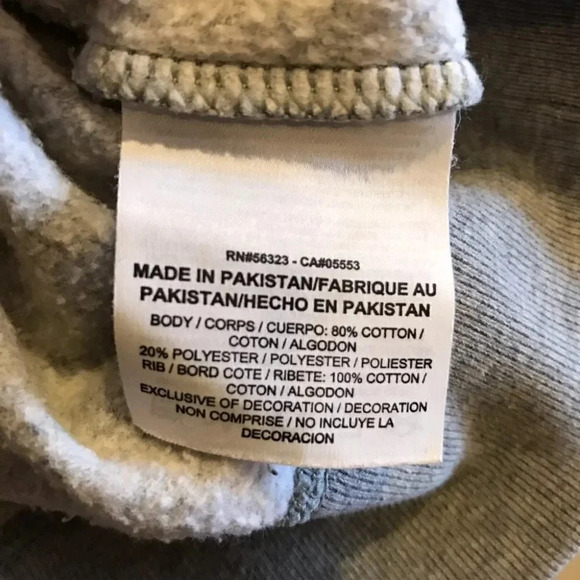 RN#56323 - CA#05553
MADE IN PAKISTAN/FABRIQUE AU
PAKISTAN/HECHO EN PAKISTAN
BODY / CORPS / CUERPO: 80% COTTON /
COTON / ALGODON
20% POLYESTER / POLYESTER / POLIESTER
RIB / BORD COTE / RIBETE: 100% COTTON /
COTON / ALGODON
EXCLUSIVE OF DECORATION / DECORATION
NON COMPRISE / NO INCLUYE LA
DECORACION